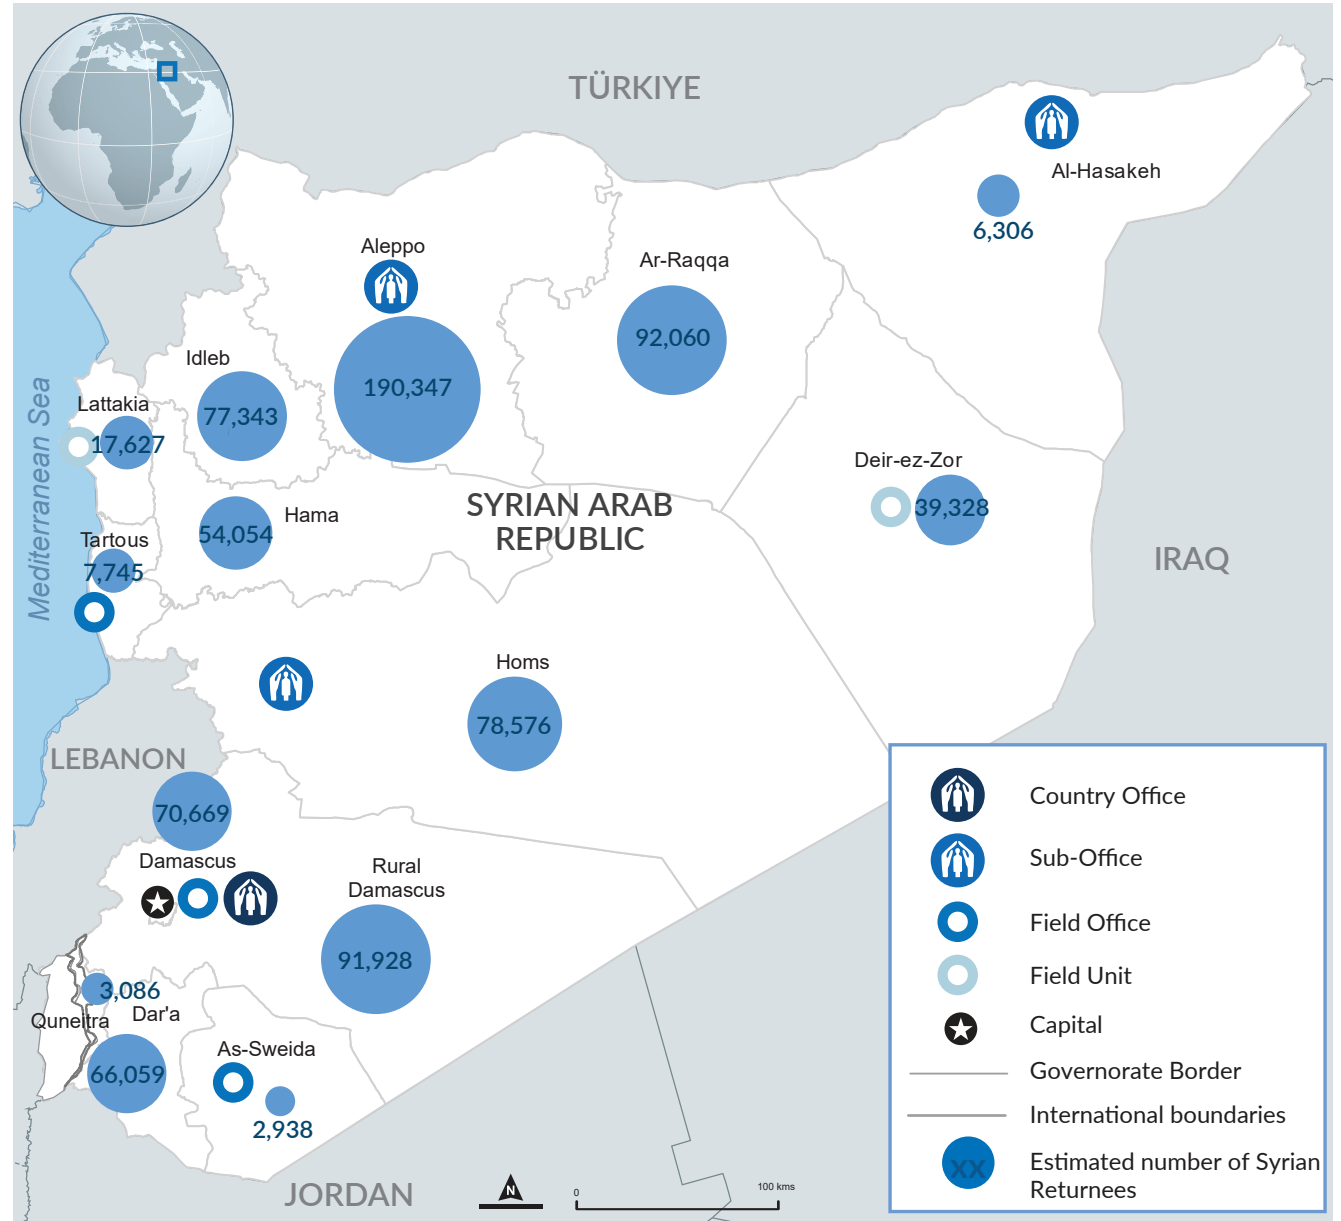 TÜRKIYE
Al-Hasakeh
6,306
Aleppo
190,347
Ar-Raqqa
92,060
Idleb
77,343
Lattakia
17,627
Mediterranean Sea
Deir-ez-Zor
39,328
Hama
54,054
SYRIAN ARAB
REPUBLIC
Tartous
7,745
IRAQ
Homs
78,576
LEBANON
70,669
Damascus
Rural
Damascus
91,928
3,086
Quneitra
Dar'a
66,059
As-Sweida
2,938
JORDAN
N
0
100 kms
Country Office
Sub-Office
Field Office
Field Unit
Capital
Governorate Border
International boundaries
xx
Estimated number of Syrian
Returnees